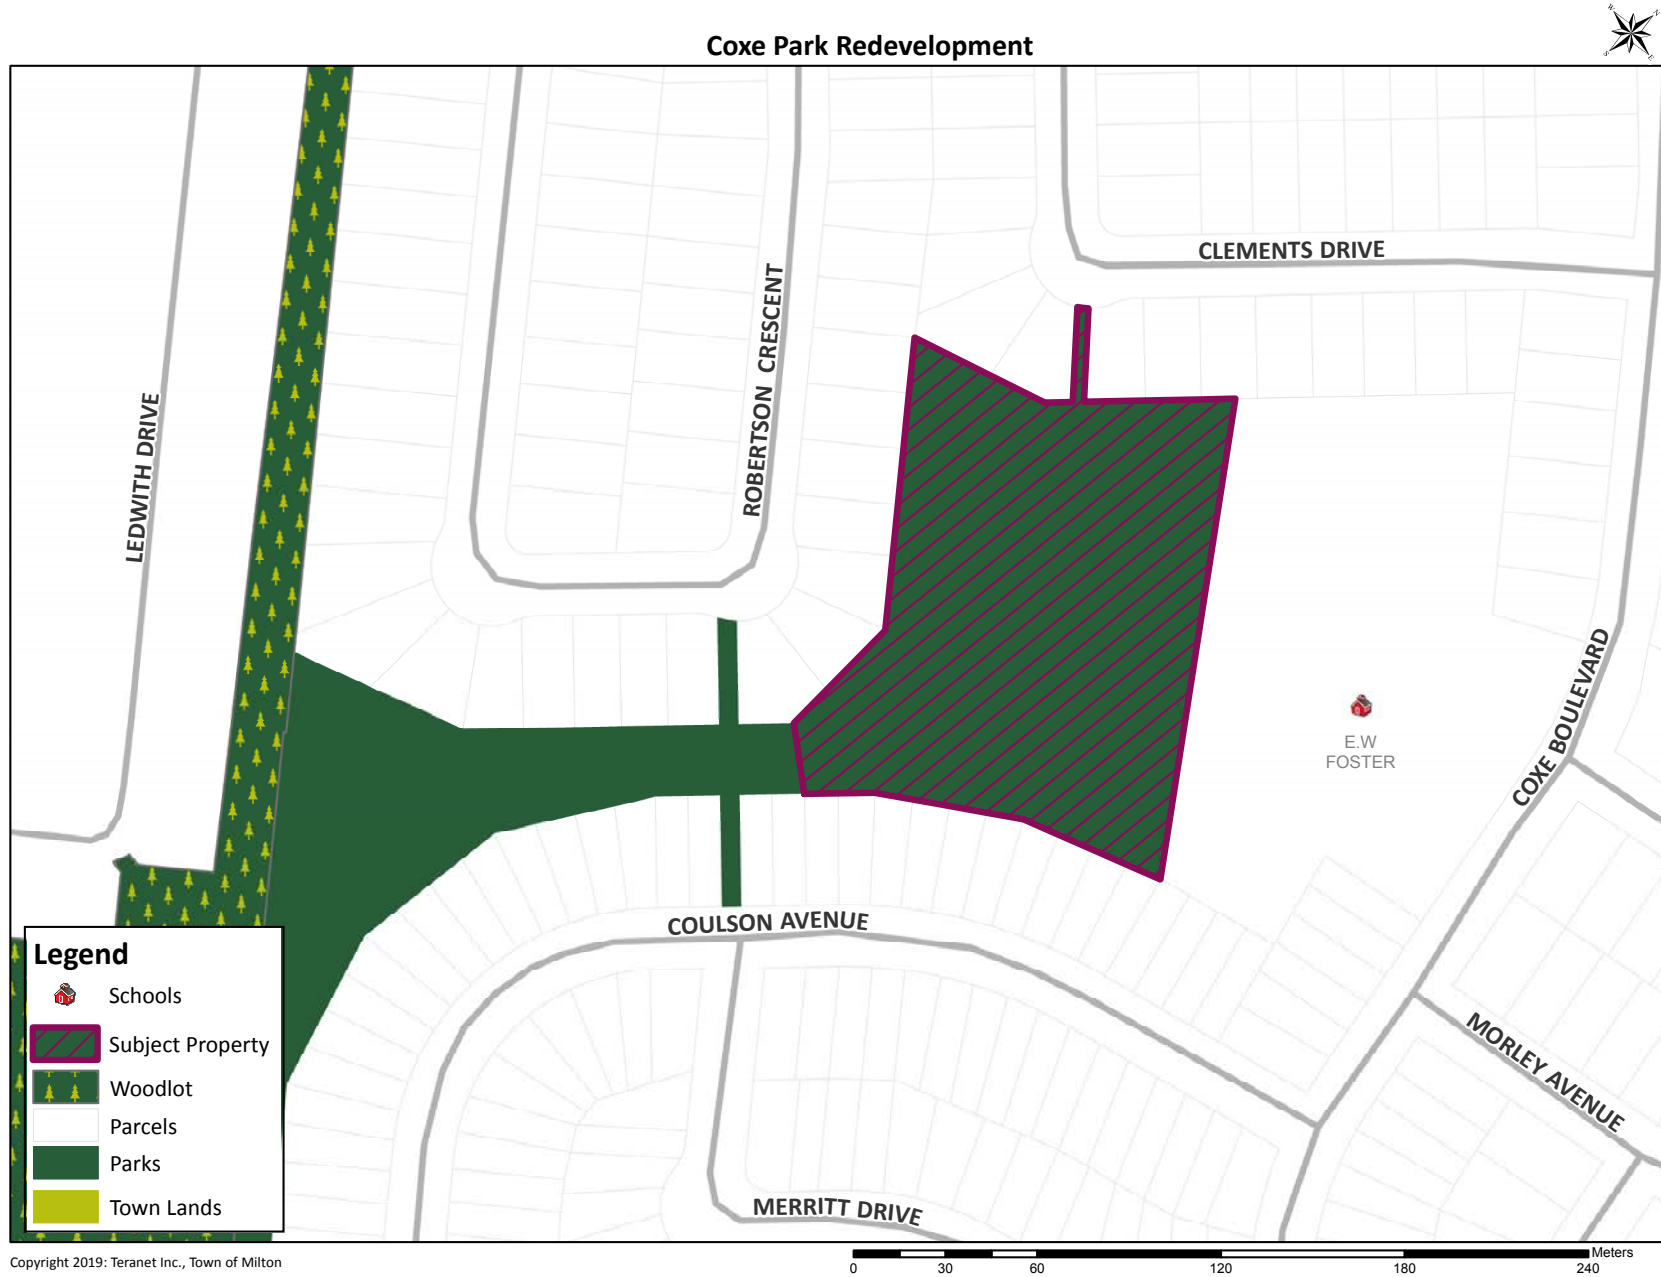 Coxe Park Redevelopment
W
N
S
E
CLEMENTS DRIVE
ROBERTSON CRESCENT
LEDWITH DRIVE
E.W
FOSTER
COXE BOULEVARD
COULSON AVENUE
MORLEY AVENUE
MERRITT DRIVE
Legend
Schools
Subject Property
Woodlot
Parcels
Parks
Town Lands
Copyright 2019: Teranet Inc., Town of Milton
Meters
0 30 60 120 180 240